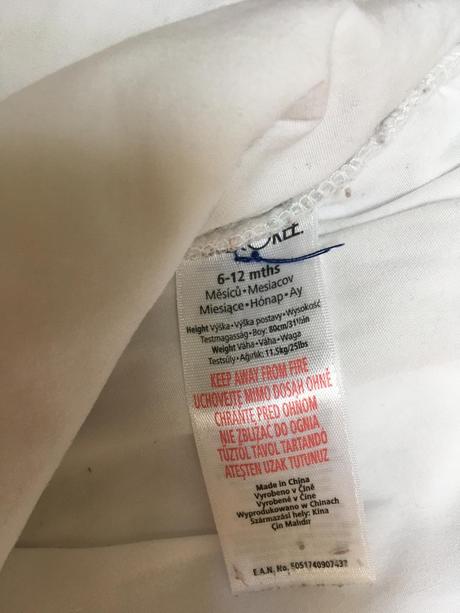 6-12 mths
Měsíců • Mesiacov
Miesiące • Hónap • Ay
Height Výška • Výška postavy • Wysokość
Testmagasság • Boy: 80cm/31½in
Weight Váha • Váha • Waga
Testsúly • Ağırlık: 11.5kg/25lbs
KEEP AWAY FROM FIRE
UCHOVEJTE MIMO DOSAH OHNĚ
CHRÁŇTE PRED OHŇOM
NIE ZBLIŻAĆ DO OGNIA
TŰZTŐL TÁVOL TARTANDÓ
ATEŞTEN UZAK TUTUNUZ
Made in China
Vyrobeno v Číně
Vyrobené v Číne
Wyprodukowano w Chinach
Származási hely: Kína
Çin Malıdır
E.A.N. No. 5051740907437